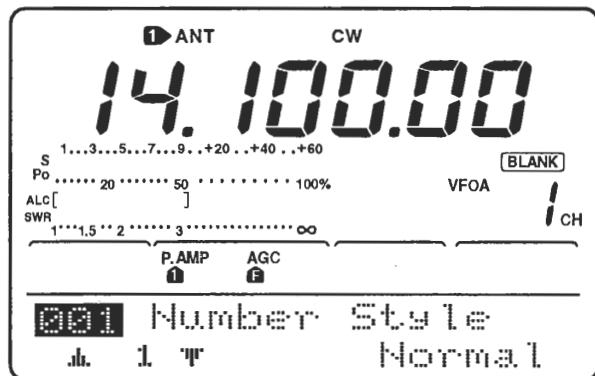 1 ANT CW
14.100.00
S 1...3...5...7...9..+20..+40..+60
BLANK
Po ......20........50..........100%
VFOA 1 CH
ALC [ ]
SWR 1....1.5..2........3..........∞
P.AMP AGC
1 F
001 Number Style
1 Normal